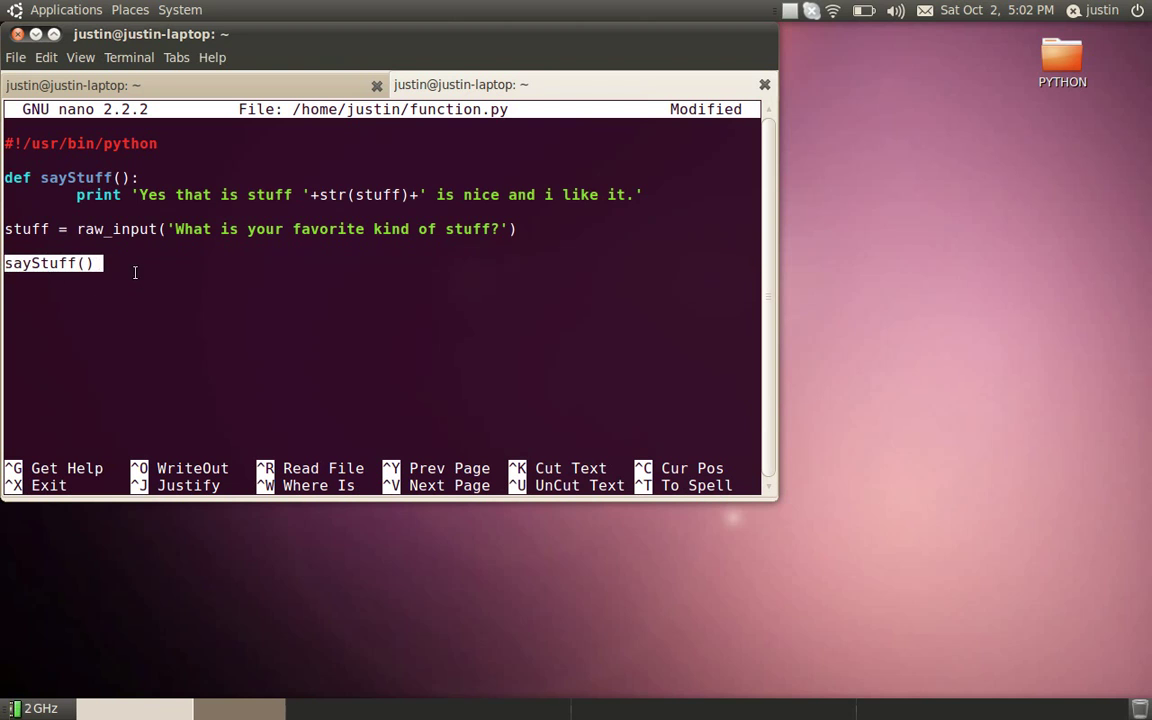 Applications Places System
Sat Oct 2, 5:02 PM justin
justin@justin-laptop: ~
File Edit View Terminal Tabs Help
justin@justin-laptop: ~ justin@justin-laptop: ~
GNU nano 2.2.2 File: /home/justin/function.py Modified
#!/usr/bin/python
def sayStuff():
print 'Yes that is stuff '+str(stuff)+' is nice and i like it.'
stuff = raw_input('What is your favorite kind of stuff?')
sayStuff()
^G Get Help ^O WriteOut ^R Read File ^Y Prev Page ^K Cut Text ^C Cur Pos
^X Exit ^J Justify ^W Where Is ^V Next Page ^U UnCut Text ^T To Spell
PYTHON
2 GHz